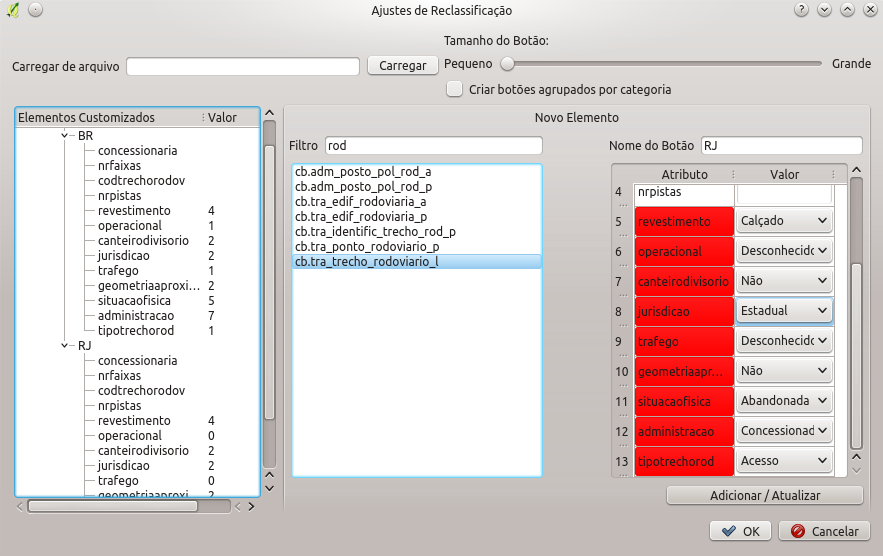 Ajustes de Reclassificação
Tamanho do Botão:
Carregar de arquivo
Carregar
Pequeno
Grande
Criar botões agrupados por categoria
Elementos Customizados Valor
BR
concessionaria
nrfaixas
codtrechorodov
nrpistas
revestimento 4
operacional 1
canteirodivisorio 2
jurisdicao 2
trafego 1
geometriaaproxi... 2
situacaofisica 5
administracao 7
tipotrechorod 1
RJ
concessionaria
nrfaixas
codtrechorodov
nrpistas
revestimento 4
operacional 0
canteirodivisorio 2
jurisdicao 2
trafego 0
geometriaaproxi... 2
Novo Elemento
Filtro rod
cb.adm_posto_pol_rod_a
cb.adm_posto_pol_rod_p
cb.tra_edif_rodoviaria_a
cb.tra_edif_rodoviaria_p
cb.tra_identific_trecho_rod_p
cb.tra_ponto_rodoviario_p
cb.tra_trecho_rodoviario_l
Nome do Botão RJ
Atributo Valor
4 nrpistas
5 revestimento Calçado
6 operacional Desconhecido
7 canteirodivisorio Não
8 jurisdicao Estadual
9 trafego Desconhecido
10 geometriaapr... Não
11 situacaofisica Abandonada
12 administracao Concessionad
13 tipotrechorod Acesso
Adicionar / Atualizar
OK
Cancelar